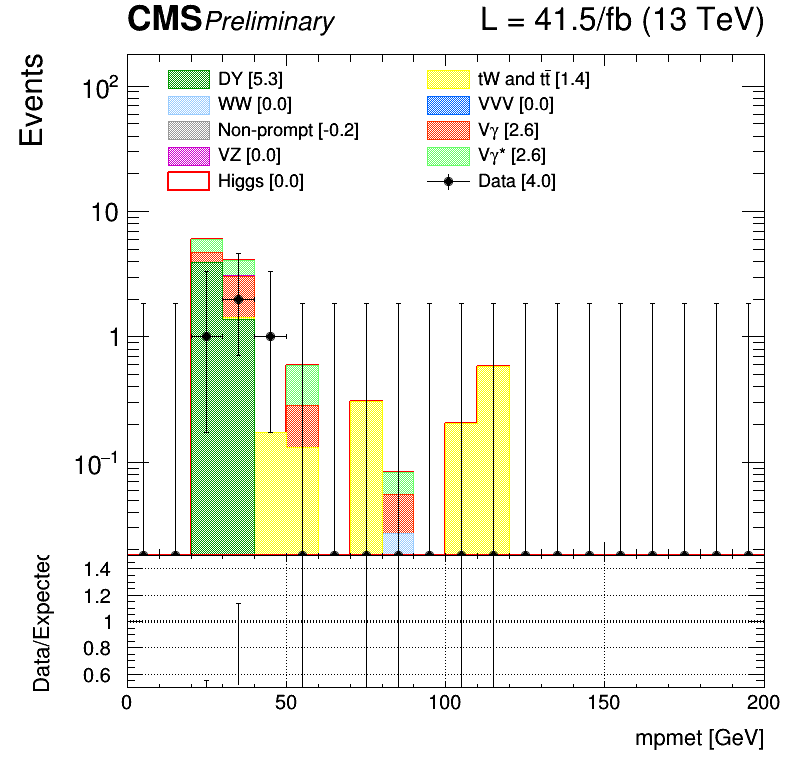 CMS Preliminary L = 41.5/fb (13 TeV)
Events
10²
10
1
10⁻¹
DY [5.3]
WW [0.0]
Non-prompt [-0.2]
VZ [0.0]
Higgs [0.0]
tW and tt̄ [1.4]
VVV [0.0]
Vγ [2.6]
Vγ* [2.6]
Data [4.0]
Data/Expected
1.4
1.2
1
0.8
0.6
0 50 100 150 200
mpmet [GeV]